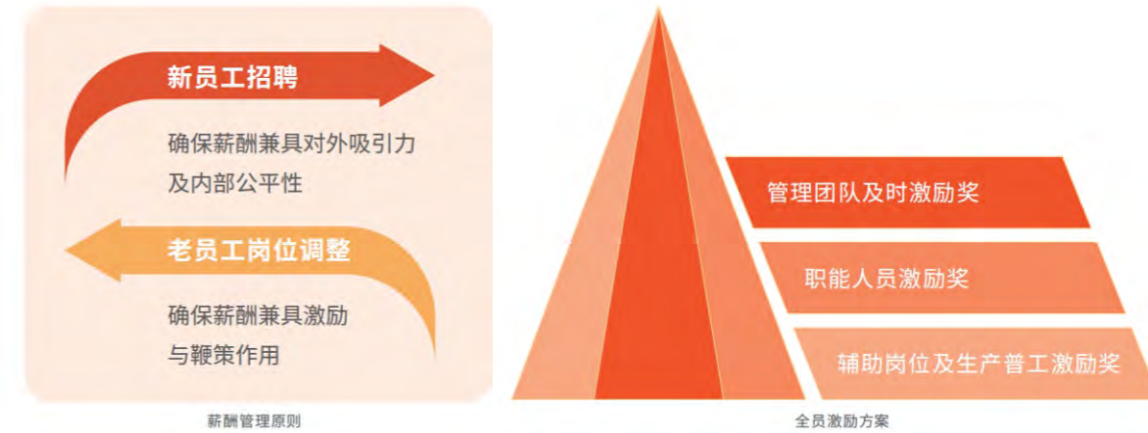 新员工招聘
确保薪酬兼具对外吸引力
及内部公平性
老员工岗位调整
确保薪酬兼具激励
与鞭策作用
薪酬管理原则
管理团队及时激励奖
职能人员激励奖
辅助岗位及生产普工激励奖
全员激励方案